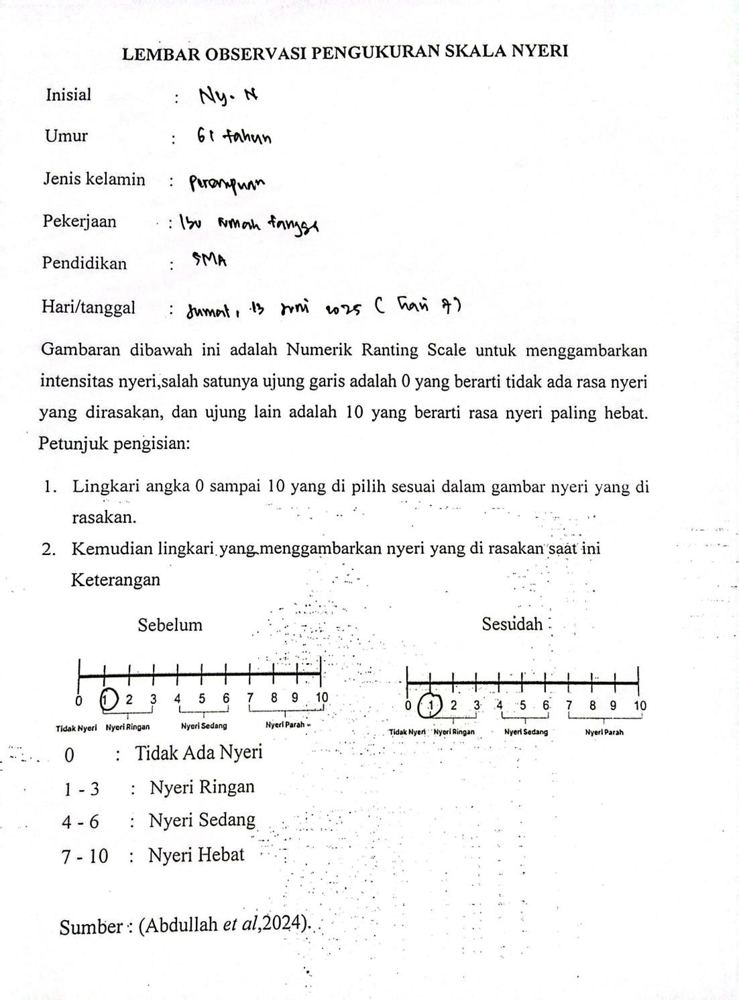 LEMBAR OBSERVASI PENGUKURAN SKALA NYERI
Inisial : Ny. N
Umur : 61 tahun
Jenis kelamin : Perempuan
Pekerjaan : Ibu rumah tangga
Pendidikan : SMA
Hari/tanggal : Jumat, 13 Juni 2025 ( hari 7)
Gambaran dibawah ini adalah Numerik Ranting Scale untuk menggambarkan
intensitas nyeri,salah satunya ujung garis adalah 0 yang berarti tidak ada rasa nyeri
yang dirasakan, dan ujung lain adalah 10 yang berarti rasa nyeri paling hebat.
Petunjuk pengisian:
1. Lingkari angka 0 sampai 10 yang di pilih sesuai dalam gambar nyeri yang di
rasakan.
2. Kemudian lingkari yang menggambarkan nyeri yang di rasakan saat ini
Keterangan
Sebelum
0 1 2 3 4 5 6 7 8 9 10
Tidak Nyeri Nyeri Ringan Nyeri Sedang Nyeri Parah
Sesudah
0 1 2 3 4 5 6 7 8 9 10
Tidak Nyeri Nyeri Ringan Nyeri Sedang Nyeri Parah
0 : Tidak Ada Nyeri
1 - 3 : Nyeri Ringan
4 - 6 : Nyeri Sedang
7 - 10 : Nyeri Hebat
Sumber : (Abdullah et al,2024).